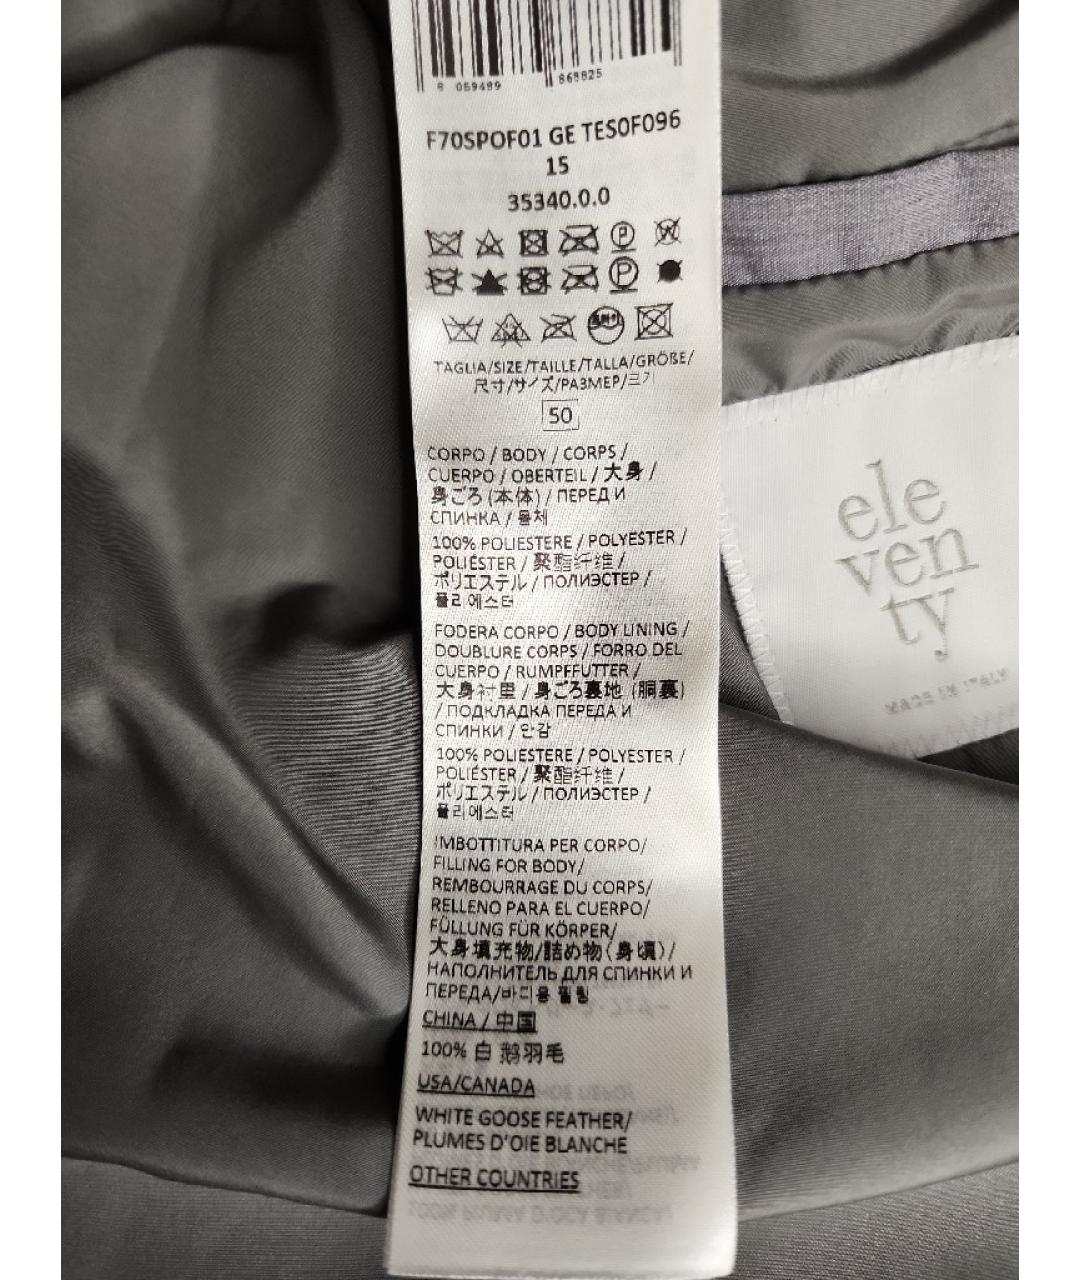 8 059499 868825
F70SPOF01 GE TES0F096
15
35340.0.0
TAGLIA/SIZE/TAILLE/TALLA/GRÖßE/
尺寸/サイズ/РАЗМЕР/크기
50
CORPO / BODY / CORPS /
CUERPO / OBERTEIL / 大身 /
身ごろ (本体) / ПЕРЕД И
СПИНКА / 몸체
100% POLIESTERE / POLYESTER /
POLIÉSTER / 聚酯纤维 /
ポリエステル / ПОЛИЭСТЕР /
폴리에스터
FODERA CORPO / BODY LINING /
DOUBLURE CORPS / FORRO DEL
CUERPO / RUMPFFUTTER /
大身衬里 / 身ごろ裏地 (胴裏)
/ ПОДКЛАДКА ПЕРЕДА И
СПИНКИ / 안감
100% POLIESTERE / POLYESTER /
POLIÉSTER / 聚酯纤维 /
ポリエステル / ПОЛИЭСТЕР /
폴리에스터
IMBOTTITURA PER CORPO/
FILLING FOR BODY/
REMBOURRAGE DU CORPS/
RELLENO PARA EL CUERPO/
FÜLLUNG FÜR KÖRPER/
大身填充物/詰め物(身頃)/
НАПОЛНИТЕЛЬ ДЛЯ СПИНКИ И
ПЕРЕДА/바디용 필링
CHINA / 中国
100% 白 鹅羽毛
USA/CANADA
WHITE GOOSE FEATHER/
PLUMES D'OIE BLANCHE
OTHER COUNTRIES
ele
ven
ty
MADE IN ITALY